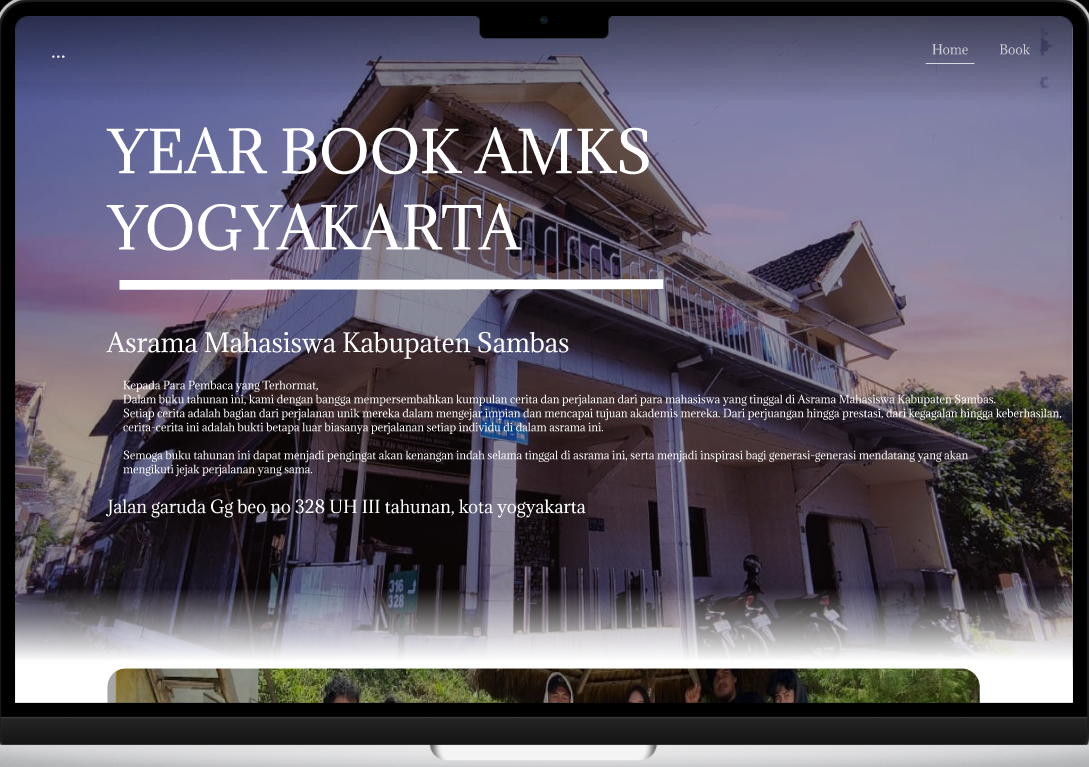 ...
Home Book
YEAR BOOK AMKS
YOGYAKARTA
Asrama Mahasiswa Kabupaten Sambas
Kepada Para Pembaca yang Terhormat,
Dalam buku tahunan ini, kami dengan bangga mempersembahkan kumpulan cerita dan perjalanan dari para mahasiswa yang tinggal di Asrama Mahasiswa Kabupaten Sambas.
Setiap cerita adalah bagian dari perjalanan unik mereka dalam mengejar impian dan mencapai tujuan akademis mereka. Dari perjuangan hingga prestasi, dari kegagalan hingga keberhasilan,
cerita-cerita ini adalah bukti betapa luar biasanya perjalanan setiap individu di dalam asrama ini.
Semoga buku tahunan ini dapat menjadi pengingat akan kenangan indah selama tinggal di asrama ini, serta menjadi inspirasi bagi generasi-generasi mendatang yang akan
mengikuti jejak perjalanan yang sama.
Jalan garuda Gg beo no 328 UH III tahunan, kota yogyakarta
316
328